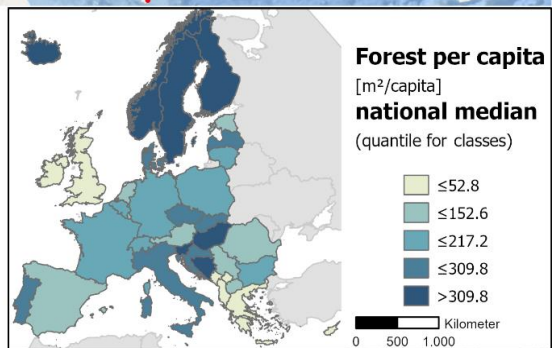 Forest per capita
[m²/capita]
national median
(quantile for classes)
≤52.8
≤152.6
≤217.2
≤309.8
>309.8
Kilometer
0 500 1.000